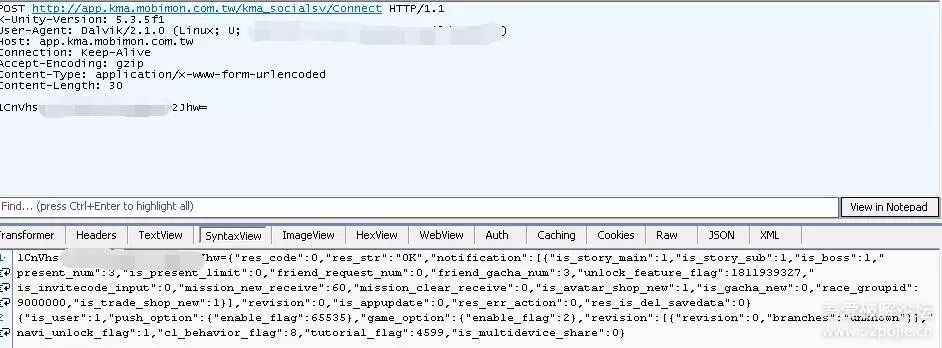 POST http://app.kma.mobimon.com.tw/kma_socialsv/Connect HTTP/1.1
X-Unity-Version: 5.3.5f1
User-Agent: Dalvik/2.1.0 (Linux; U; )
Host: app.kma.mobimon.com.tw
Connection: Keep-Alive
Accept-Encoding: gzip
Content-Type: application/x-www-form-urlencoded
Content-Length: 30
lCnVhs 2Jhw=
Find... (press Ctrl+Enter to highlight all) View in Notepad
Transformer Headers TextView SyntaxView ImageView HexView WebView Auth Caching Cookies Raw JSON XML
1 lCnVhs Jhw={"res_code":0,"res_str":"OK","notification":[{"is_story_main":1,"is_story_sub":1,"is_boss":1,"
present_num":3,"is_present_limit":0,"friend_request_num":0,"friend_gacha_num":3,"unlock_feature_flag":1811939327,"
is_invitecode_input":0,"mission_new_receive":60,"mission_clear_receive":0,"is_avatar_shop_new":1,"is_gacha_new":0,"race_groupid":
9000000,"is_trade_shop_new":1}],"revision":0,"is_appupdate":0,"res_err_action":0,"res_is_del_savedata":0}
{"is_user":1,"push_option":{"enable_flag":65535},"game_option":{"enable_flag":2},"revision":[{"revision":0,"branches":"unknown"}],"
navi_unlock_flag":1,"cl_behavior_flag":8,"tutorial_flag":4599,"is_multidevice_share":0}
吾爱破解论坛
www.52pojie.cn